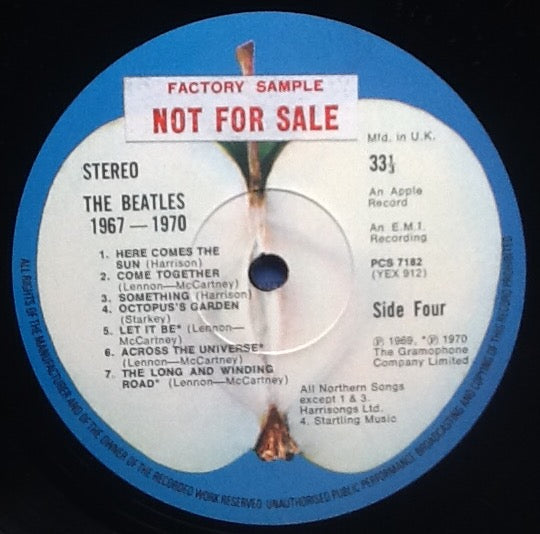 FACTORY SAMPLE
NOT FOR SALE
Mfd. in U.K.
STEREO
33⅓
THE BEATLES
1967 — 1970
An Apple
Record
An E.M.I.
Recording
1. HERE COMES THE
SUN (Harrison)
2. COME TOGETHER
(Lennon—McCartney)
3. SOMETHING (Harrison)
4. OCTOPUS'S GARDEN
(Starkey)
5. LET IT BE* (Lennon—
McCartney)
6. ACROSS THE UNIVERSE*
(Lennon—McCartney)
7. THE LONG AND WINDING
ROAD* (Lennon—McCartney)
PCS 7182
(YEX 912)
Side Four
Ⓟ 1969, *Ⓟ 1970
The Gramophone
Company Limited
All Northern Songs
except 1 & 3.
Harrisongs Ltd.
4. Startling Music
ALL RIGHTS OF THE MANUFACTURER AND OF THE OWNER OF THE RECORDED WORK RESERVED. UNAUTHORISED PUBLIC PERFORMANCE BROADCASTING AND COPYING OF THIS RECORD PROHIBITED